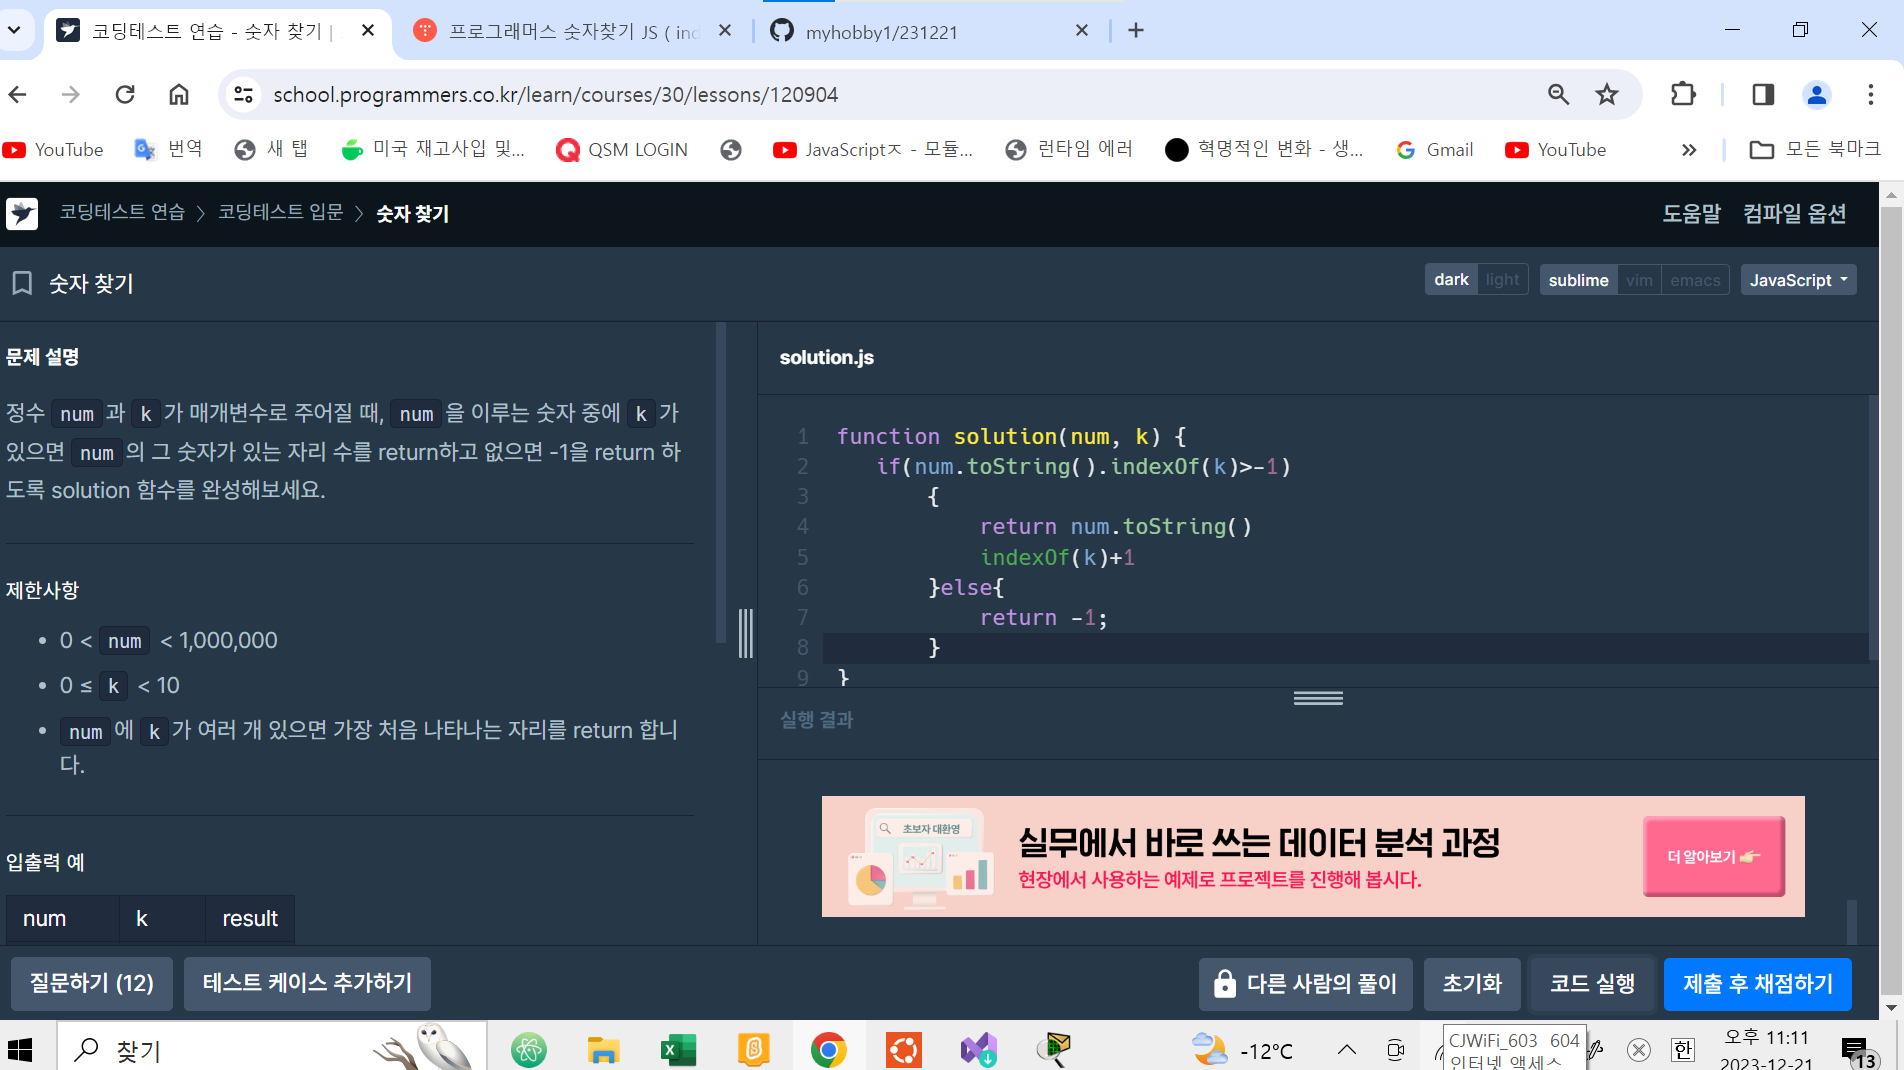 코딩테스트 연습 - 숫자 찾기 |
프로그래머스 숫자찾기 JS ( ind
myhobby1/231221
school.programmers.co.kr/learn/courses/30/lessons/120904
YouTube
번역
새 탭
미국 재고사입 및...
QSM LOGIN
JavaScriptㅈ - 모듈...
런타임 에러
혁명적인 변화 - 생...
Gmail
YouTube
모든 북마크
코딩테스트 연습 > 코딩테스트 입문 > 숫자 찾기
도움말 컴파일 옵션
숫자 찾기
dark light
sublime vim emacs
JavaScript
문제 설명
정수 num과 k가 매개변수로 주어질 때, num을 이루는 숫자 중에 k가
있으면 num의 그 숫자가 있는 자리 수를 return하고 없으면 -1을 return 하
도록 solution 함수를 완성해보세요.
제한사항
• 0 < num < 1,000,000
• 0 ≤ k < 10
• num에 k가 여러 개 있으면 가장 처음 나타나는 자리를 return 합니
다.
입출력 예
num k result
solution.js
1 function solution(num, k) {
2 if(num.toString().indexOf(k)>-1)
3 {
4 return num.toString()
5 indexOf(k)+1
6 }else{
7 return -1;
8 }
9 }
실행 결과
초보자 대환영
실무에서 바로 쓰는 데이터 분석 과정
현장에서 사용하는 예제로 프로젝트를 진행해 봅시다.
더 알아보기
질문하기 (12)
테스트 케이스 추가하기
다른 사람의 풀이
초기화
코드 실행
제출 후 채점하기
찾기
-12°C
CJWiFi_603 604
인터넷 액세스
한
오후 11:11
2023-12-21
13